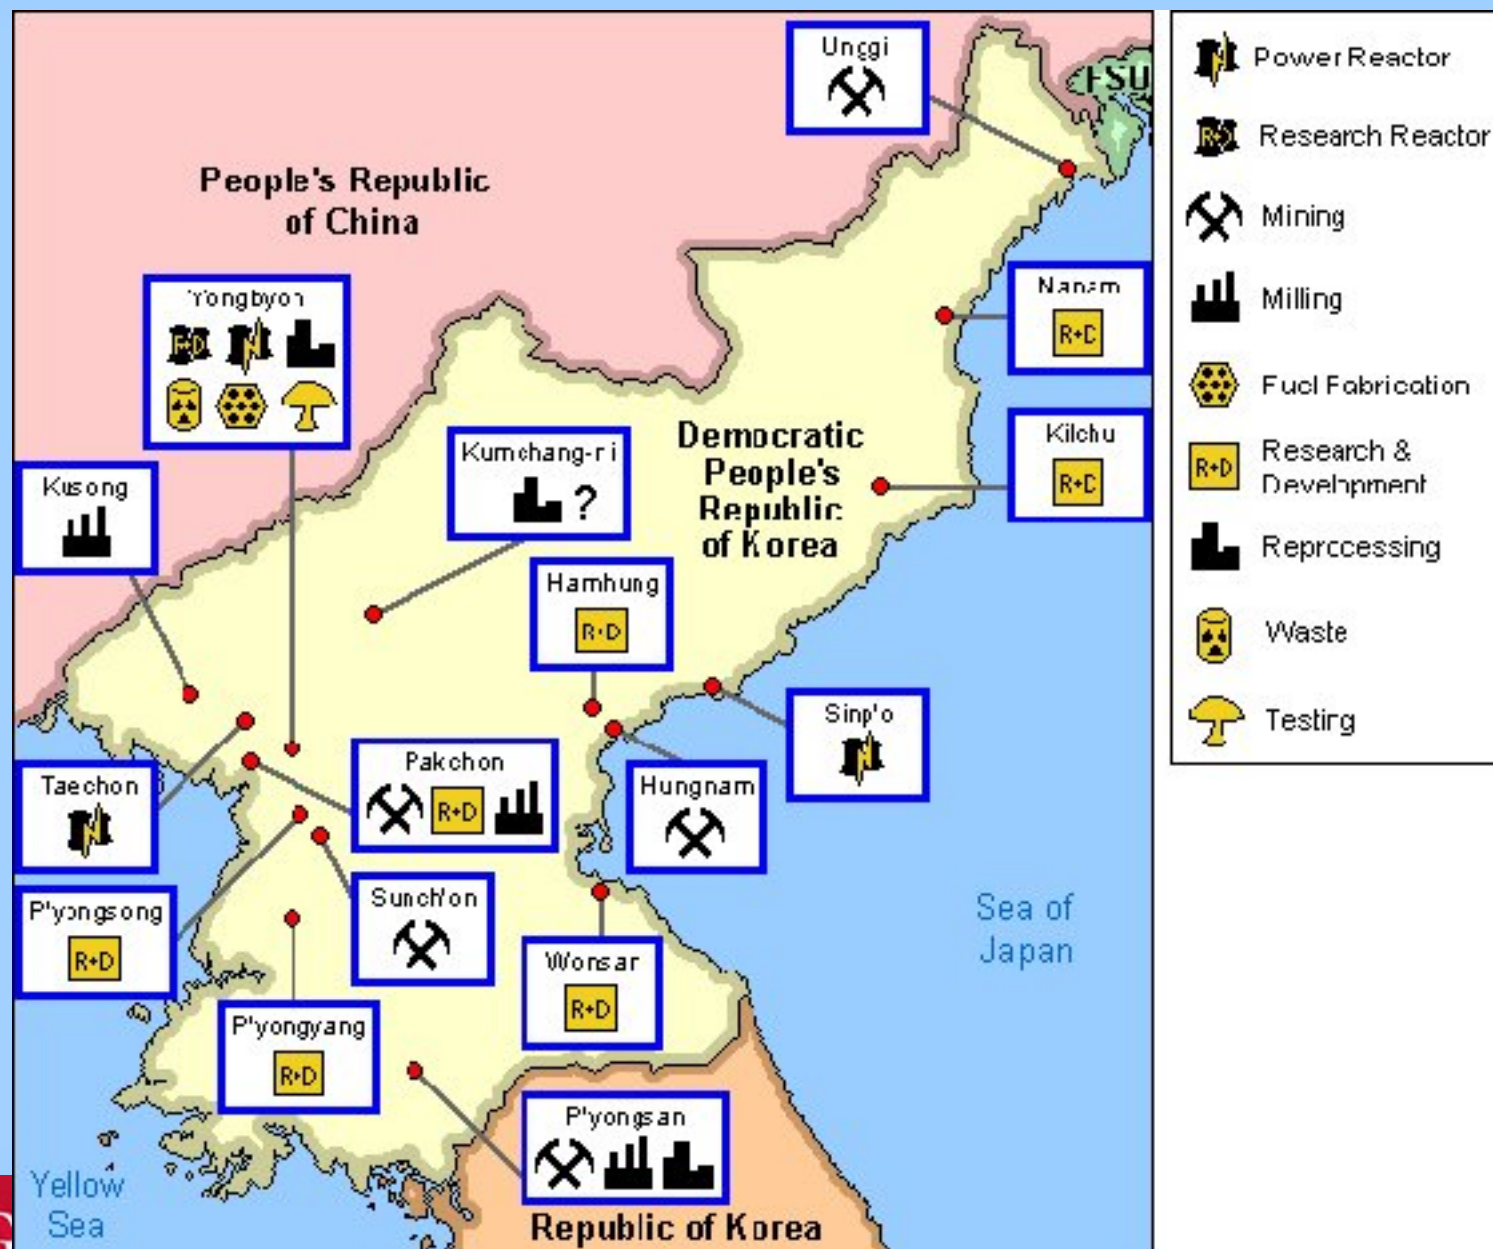 Unggi
FSU
People's Republic
of China
Yongbyon
R+D
Nanam
R+D
Kumchang-ri
?
Democratic
People's
Republic
of Korea
Kilchu
R+D
Kusong
Hamhung
R+D
Sinp'o
Taechon
Pakchon
R+D
Hungnam
P'yongsong
R+D
Sunch'on
Wonsan
R+D
Sea of
Japan
P'yongyang
R+D
P'yongsan
Yellow
Sea
Republic of Korea
Power Reactor
R+D
Research Reactor
Mining
Milling
Fuel Fabrication
R+D
Research &
Development
Reprocessing
Waste
Testing